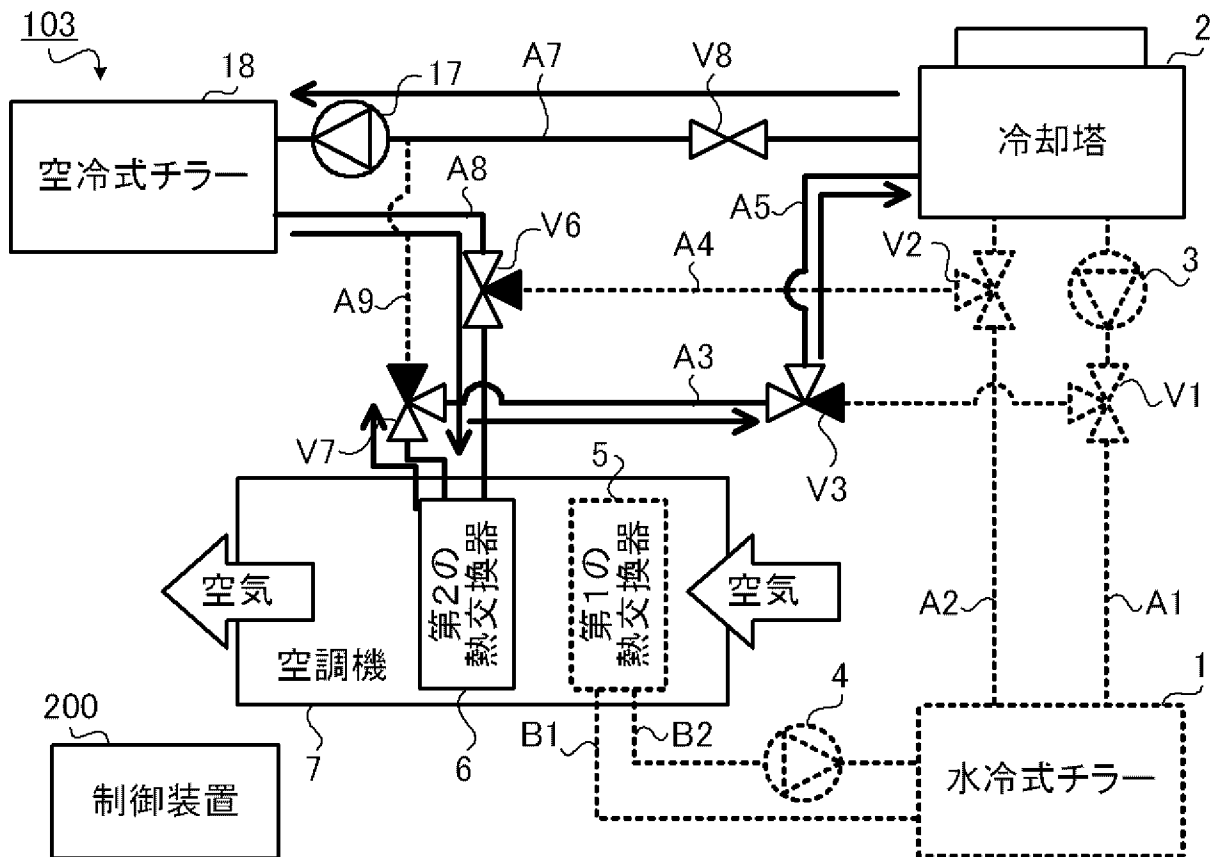 103
18
空冷式チラー
17
A7
V8
2
冷却塔
A8
V6
A5
A4
V2
3
A9
A3
V7
V3
V1
5
空気
第2の
熱交換器
第1の
熱交換器
空気
空調機
A2
A1
200
制御装置
7
6
B1
B2
4
1
水冷式チラー